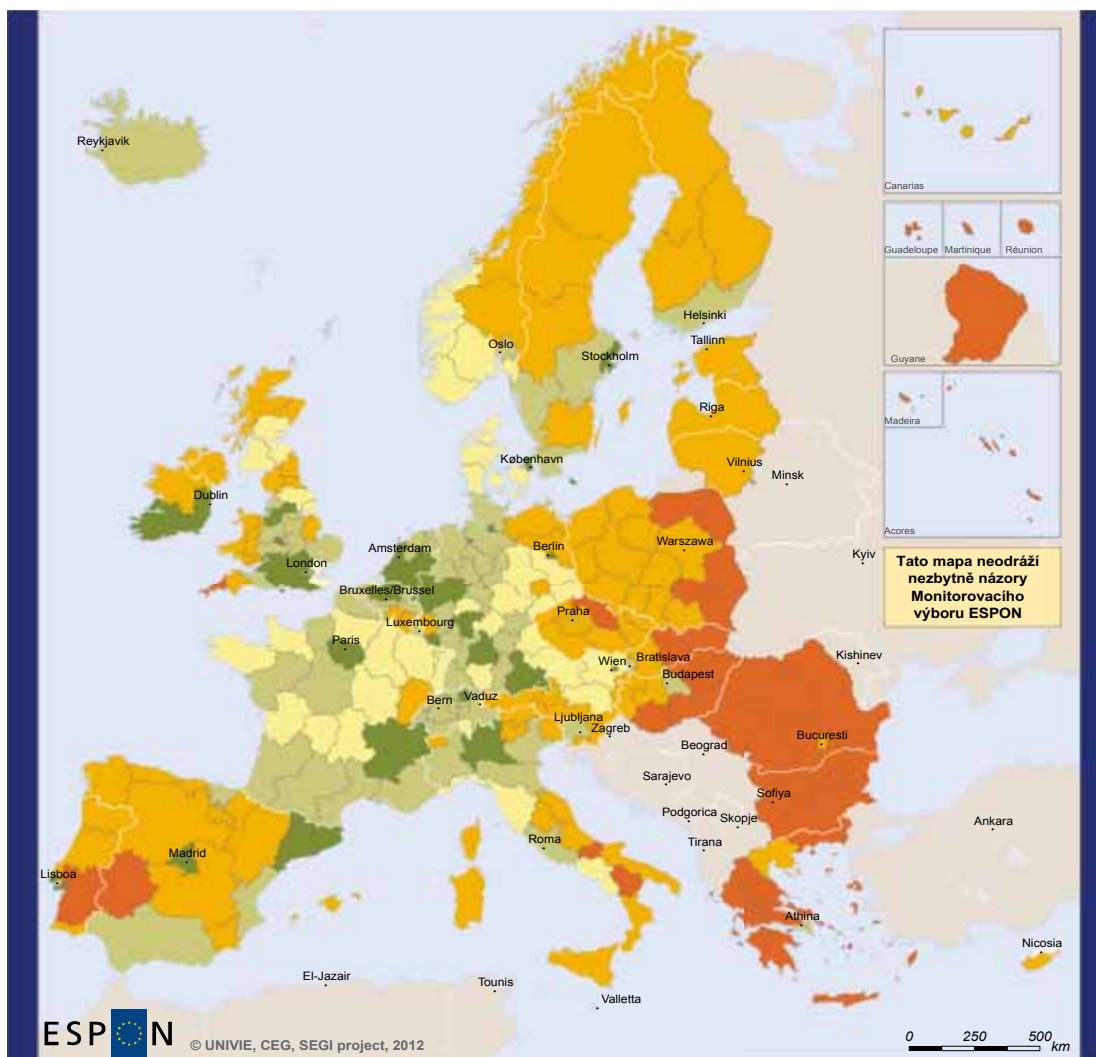 Reykjavik
Canarias
Guadeloupe
Martinique
Réunion
Guyane
Madeira
Acores
Tato mapa neodráží
nezbytně názory
Monitorovacího
výboru ESPON
Helsinki
Oslo
Tallinn
Stockholm
Riga
København
Vilnius
Minsk
Dublin
Amsterdam
Berlin
Warszawa
London
Kyiv
Bruxelles/Brussel
Praha
Luxembourg
Paris
Kishinev
Wien
Bratislava
Budapest
Bern
Vaduz
Ljubljana
Zagreb
Bucuresti
Beograd
Sarajevo
Sofiya
Podgorica
Skopje
Ankara
Roma
Tirana
Madrid
Lisboa
Athina
Nicosia
El-Jazair
Tounis
Valletta
ESPON
© UNIVIE, CEG, SEGI project, 2012
0 250 500
km